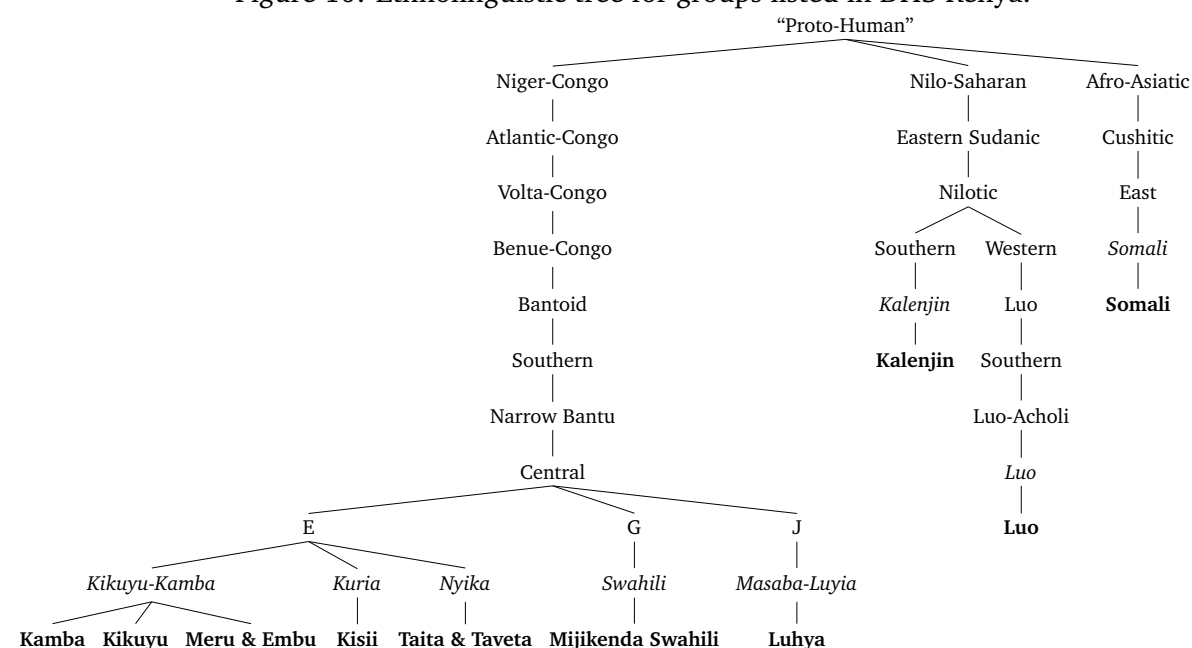 Figure 10: Ethnolinguistic tree for groups listed in DHS Kenya.
“Proto-Human”
Niger-Congo Nilo-Saharan Afro-Asiatic
Atlantic-Congo Eastern Sudanic Cushitic
Volta-Congo Nilotic East
Benue-Congo Southern Western Somali
Bantoid Kalenjin Luo Somali
Southern Kalenjin Southern
Narrow Bantu Luo-Acholi
Central Luo
E G J Luo
Kikuyu-Kamba Kuria Nyika Swahili Masaba-Luyia
Kamba Kikuyu Meru & Embu Kisii Taita & Taveta Mijikenda Swahili Luhya